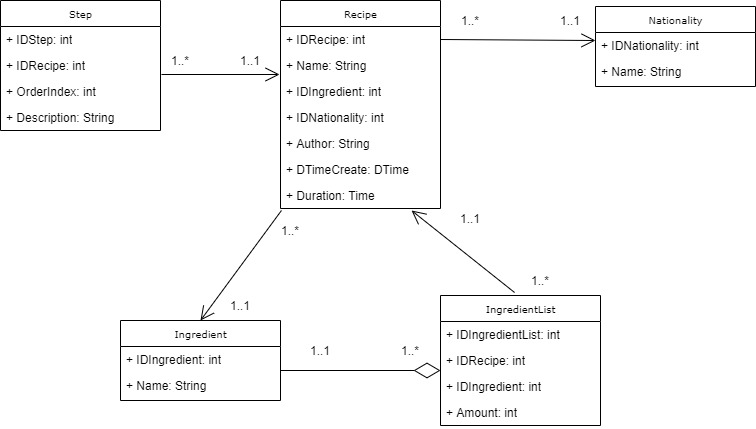 Step
+ IDStep: int
+ IDRecipe: int
+ OrderIndex: int
+ Description: String
1..*
1..1
Recipe
+ IDRecipe: int
+ Name: String
+ IDIngredient: int
+ IDNationality: int
+ Author: String
+ DTimeCreate: DTime
+ Duration: Time
1..*
1..1
Nationality
+ IDNationality: int
+ Name: String
1..*
1..1
1..1
1..*
Ingredient
+ IDIngredient: int
+ Name: String
1..1
1..*
IngredientList
+ IDIngredientList: int
+ IDRecipe: int
+ IDIngredient: int
+ Amount: int